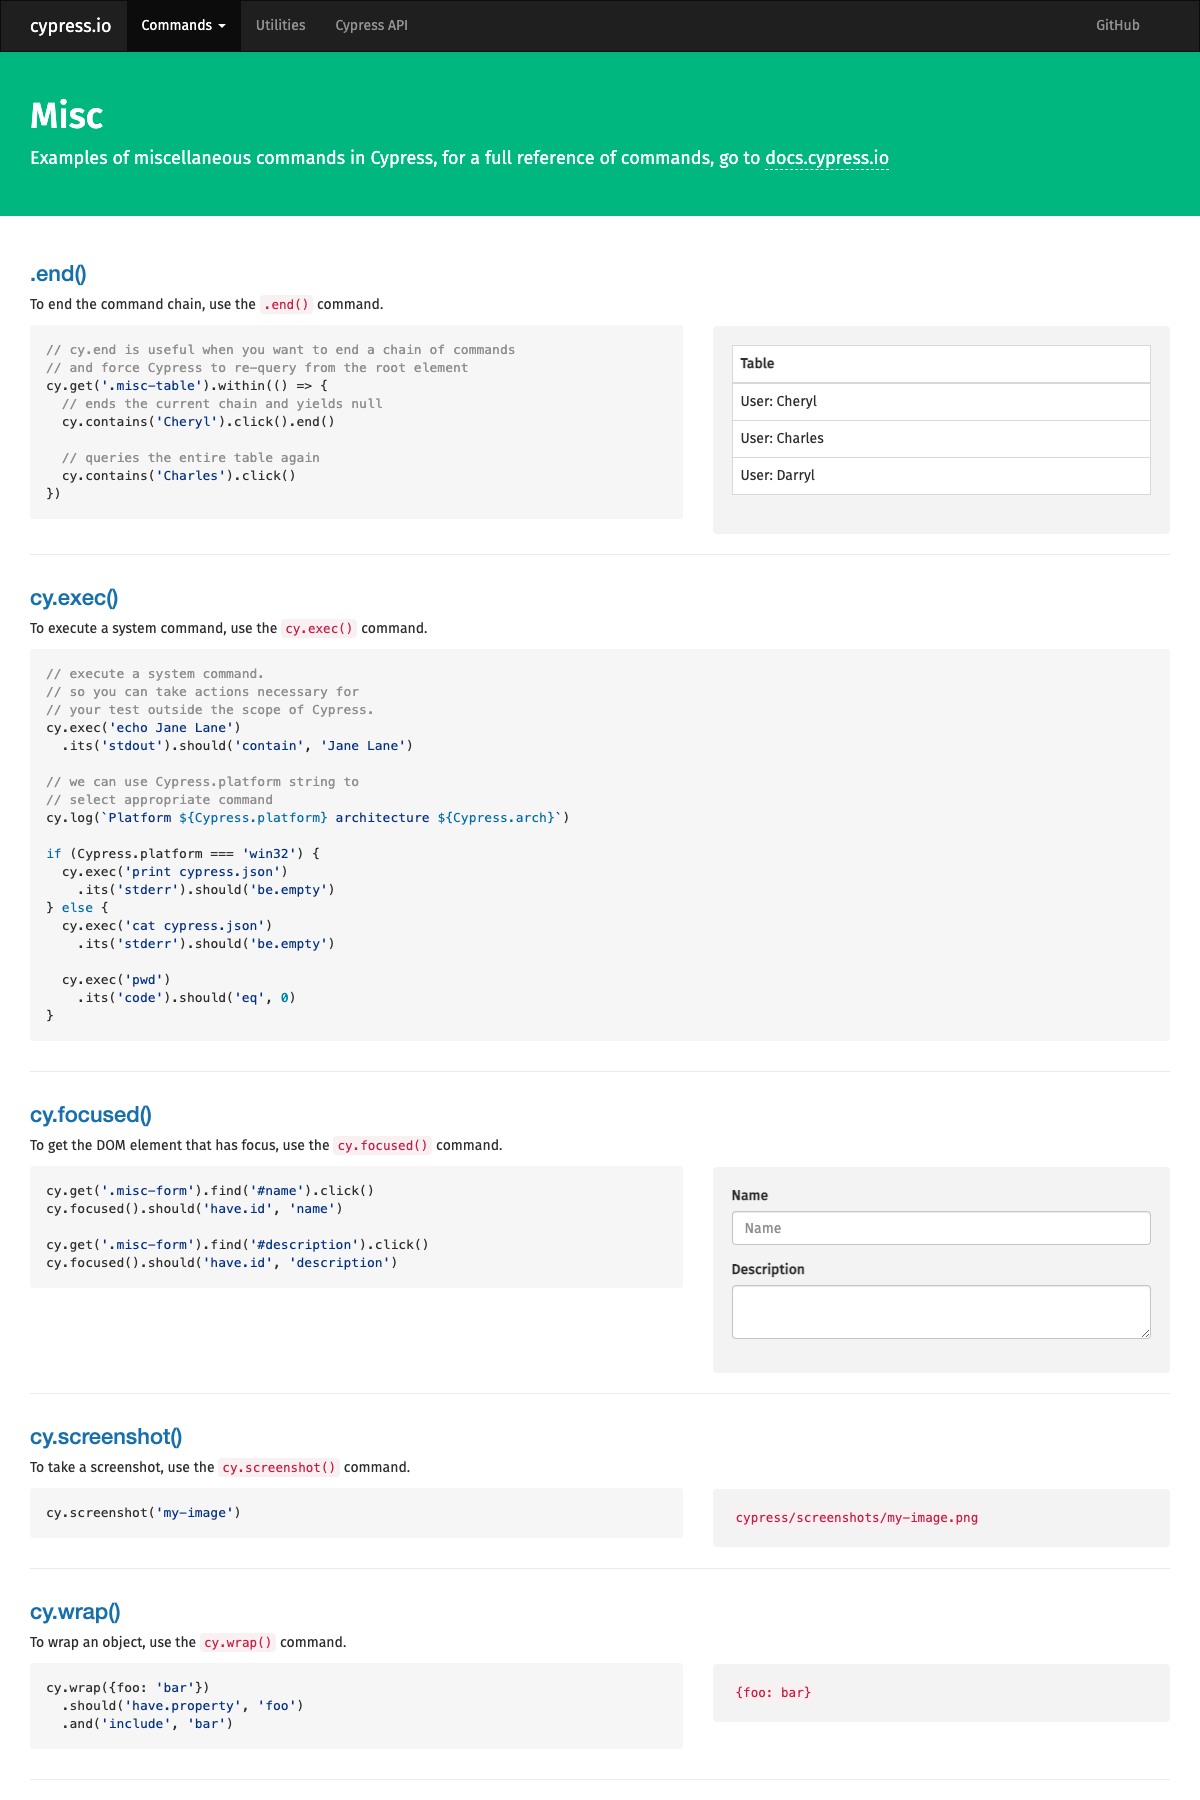 cypress.io Commands Utilities Cypress API GitHub
Misc
Examples of miscellaneous commands in Cypress, for a full reference of commands, go to docs.cypress.io
.end()
To end the command chain, use the .end() command.
// cy.end is useful when you want to end a chain of commands
// and force Cypress to re-query from the root element
cy.get('.misc-table').within(() => {
  // ends the current chain and yields null
  cy.contains('Cheryl').click().end()
  // queries the entire table again
  cy.contains('Charles').click()
})
Table
User: Cheryl
User: Charles
User: Darryl
cy.exec()
To execute a system command, use the cy.exec() command.
// execute a system command.
// so you can take actions necessary for
// your test outside the scope of Cypress.
cy.exec('echo Jane Lane')
  .its('stdout').should('contain', 'Jane Lane')
// we can use Cypress.platform string to
// select appropriate command
cy.log(`Platform ${Cypress.platform} architecture ${Cypress.arch}`)
if (Cypress.platform === 'win32') {
  cy.exec('print cypress.json')
    .its('stderr').should('be.empty')
} else {
  cy.exec('cat cypress.json')
    .its('stderr').should('be.empty')
  cy.exec('pwd')
    .its('code').should('eq', 0)
}
cy.focused()
To get the DOM element that has focus, use the cy.focused() command.
cy.get('.misc-form').find('#name').click()
cy.focused().should('have.id', 'name')
cy.get('.misc-form').find('#description').click()
cy.focused().should('have.id', 'description')
Name
Name
Description
cy.screenshot()
To take a screenshot, use the cy.screenshot() command.
cy.screenshot('my-image')
cypress/screenshots/my-image.png
cy.wrap()
To wrap an object, use the cy.wrap() command.
cy.wrap({foo: 'bar'})
  .should('have.property', 'foo')
  .and('include', 'bar')
{foo: bar}